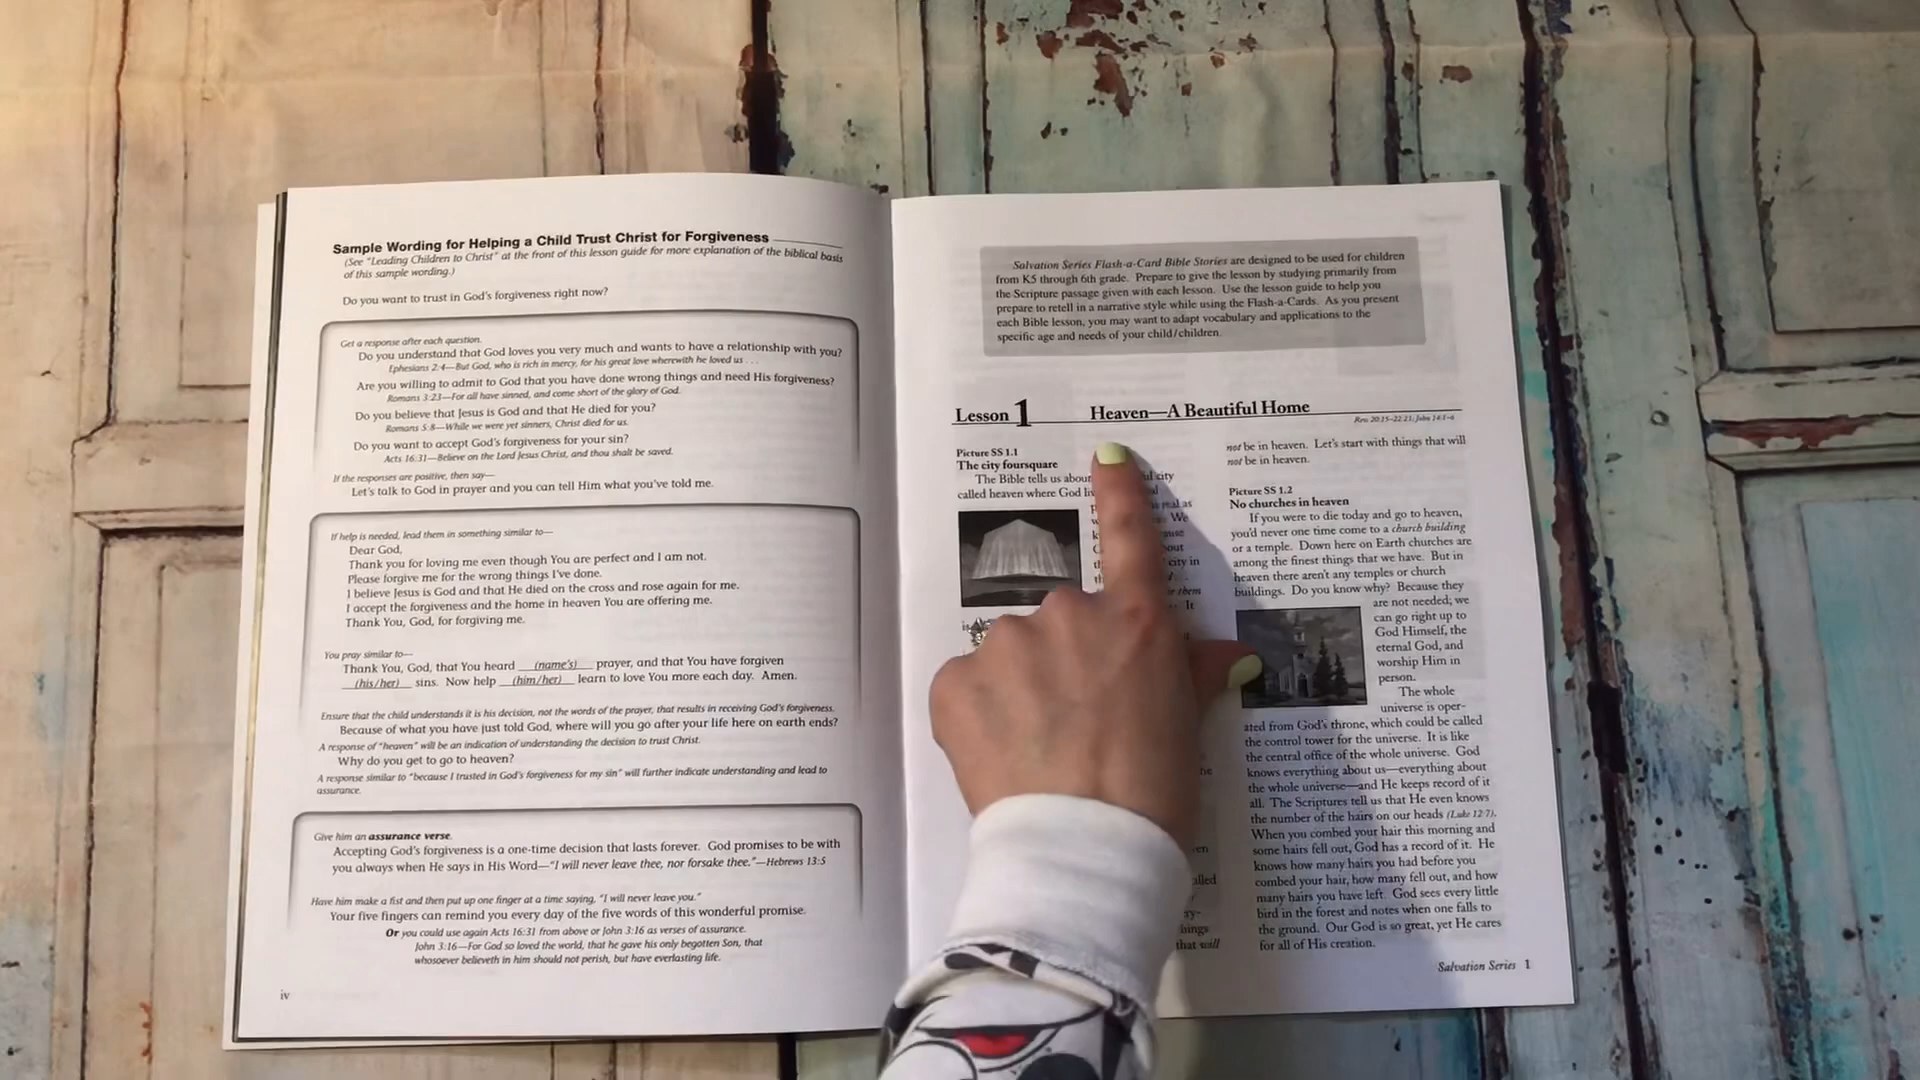 Sample Wording for Helping a Child Trust Christ for Forgiveness
(See "Leading Children to Christ" at the front of this lesson guide for more explanation of the biblical basis
of this sample wording.)
Do you want to trust in God's forgiveness right now?
Get a response after each question.
Do you understand that God loves you very much and wants to have a relationship with you?
Ephesians 2:4—But God, who is rich in mercy, for his great love wherewith he loved us . . .
Are you willing to admit to God that you have done wrong things and need His forgiveness?
Romans 3:23—For all have sinned, and come short of the glory of God.
Do you believe that Jesus is God and that He died for you?
Romans 5:8—While we were yet sinners, Christ died for us.
Do you want to accept God's forgiveness for your sin?
Acts 16:31—Believe on the Lord Jesus Christ, and thou shalt be saved.
If the responses are positive, then say—
Let's talk to God in prayer and you can tell Him what you've told me.
If help is needed, lead them in something similar to—
Dear God,
Thank you for loving me even though You are perfect and I am not.
Please forgive me for the wrong things I've done.
I believe Jesus is God and that He died on the cross and rose again for me.
I accept the forgiveness and the home in heaven You are offering me.
Thank You, God, for forgiving me.
You pray similar to—
Thank You, God, that You heard (name's) prayer, and that You have forgiven
(his/her) sins. Now help (him/her) learn to love You more each day. Amen.
Ensure that the child understands it is his decision, not the words of the prayer, that results in receiving God's forgiveness.
Because of what you have just told God, where will you go after your life here on earth ends?
A response of "heaven" will be an indication of understanding the decision to trust Christ.
Why do you get to go to heaven?
A response similar to "because I trusted in God's forgiveness for my sin" will further indicate understanding and lead to
assurance.
Give him an assurance verse.
Accepting God's forgiveness is a one-time decision that lasts forever. God promises to be with
you always when He says in His Word—"I will never leave thee, nor forsake thee."—Hebrews 13:5
Have him make a fist and then put up one finger at a time saying, "I will never leave you."
Your five fingers can remind you every day of the five words of this wonderful promise.
Or you could use again Acts 16:31 from above or John 3:16 as verses of assurance.
John 3:16—For God so loved the world, that he gave his only begotten Son, that
whosoever believeth in him should not perish, but have everlasting life.
iv
Salvation Series Flash-a-Card Bible Stories are designed to be used for children
from K5 through 6th grade. Prepare to give the lesson by studying primarily from
the Scripture passage given with each lesson. Use the lesson guide to help you
prepare to retell in a narrative style while using the Flash-a-Cards. As you present
each Bible lesson, you may want to adapt vocabulary and applications to the
specific age and needs of your child/children.
Lesson 1 Heaven—A Beautiful Home Rev. 20:15–22:21; John 14:1–6
Picture SS 1.1
The city foursquare
The Bible tells us about city
called heaven where God
real as
We
city in
them
It
that will
not be in heaven. Let's start with things that will
not be in heaven.
Picture SS 1.2
No churches in heaven
If you were to die today and go to heaven,
you'd never one time come to a church building
or a temple. Down here on Earth churches are
among the finest things that we have. But in
heaven there aren't any temples or church
buildings. Do you know why? Because they
are not needed; we
can go right up to
God Himself, the
eternal God, and
worship Him in
person.
The whole
universe is oper-
ated from God's throne, which could be called
the control tower for the universe. It is like
the central office of the whole universe. God
knows everything about us—everything about
the whole universe—and He keeps record of it
all. The Scriptures tell us that He even knows
the number of the hairs on our heads (Luke 12:7).
When you combed your hair this morning and
some hairs fell out, God has a record of it. He
knows how many hairs you had before you
combed your hair, how many fell out, and how
many hairs you have left. God sees every little
bird in the forest and notes when one falls to
the ground. Our God is so great, yet He cares
for all of His creation.
Salvation Series 1